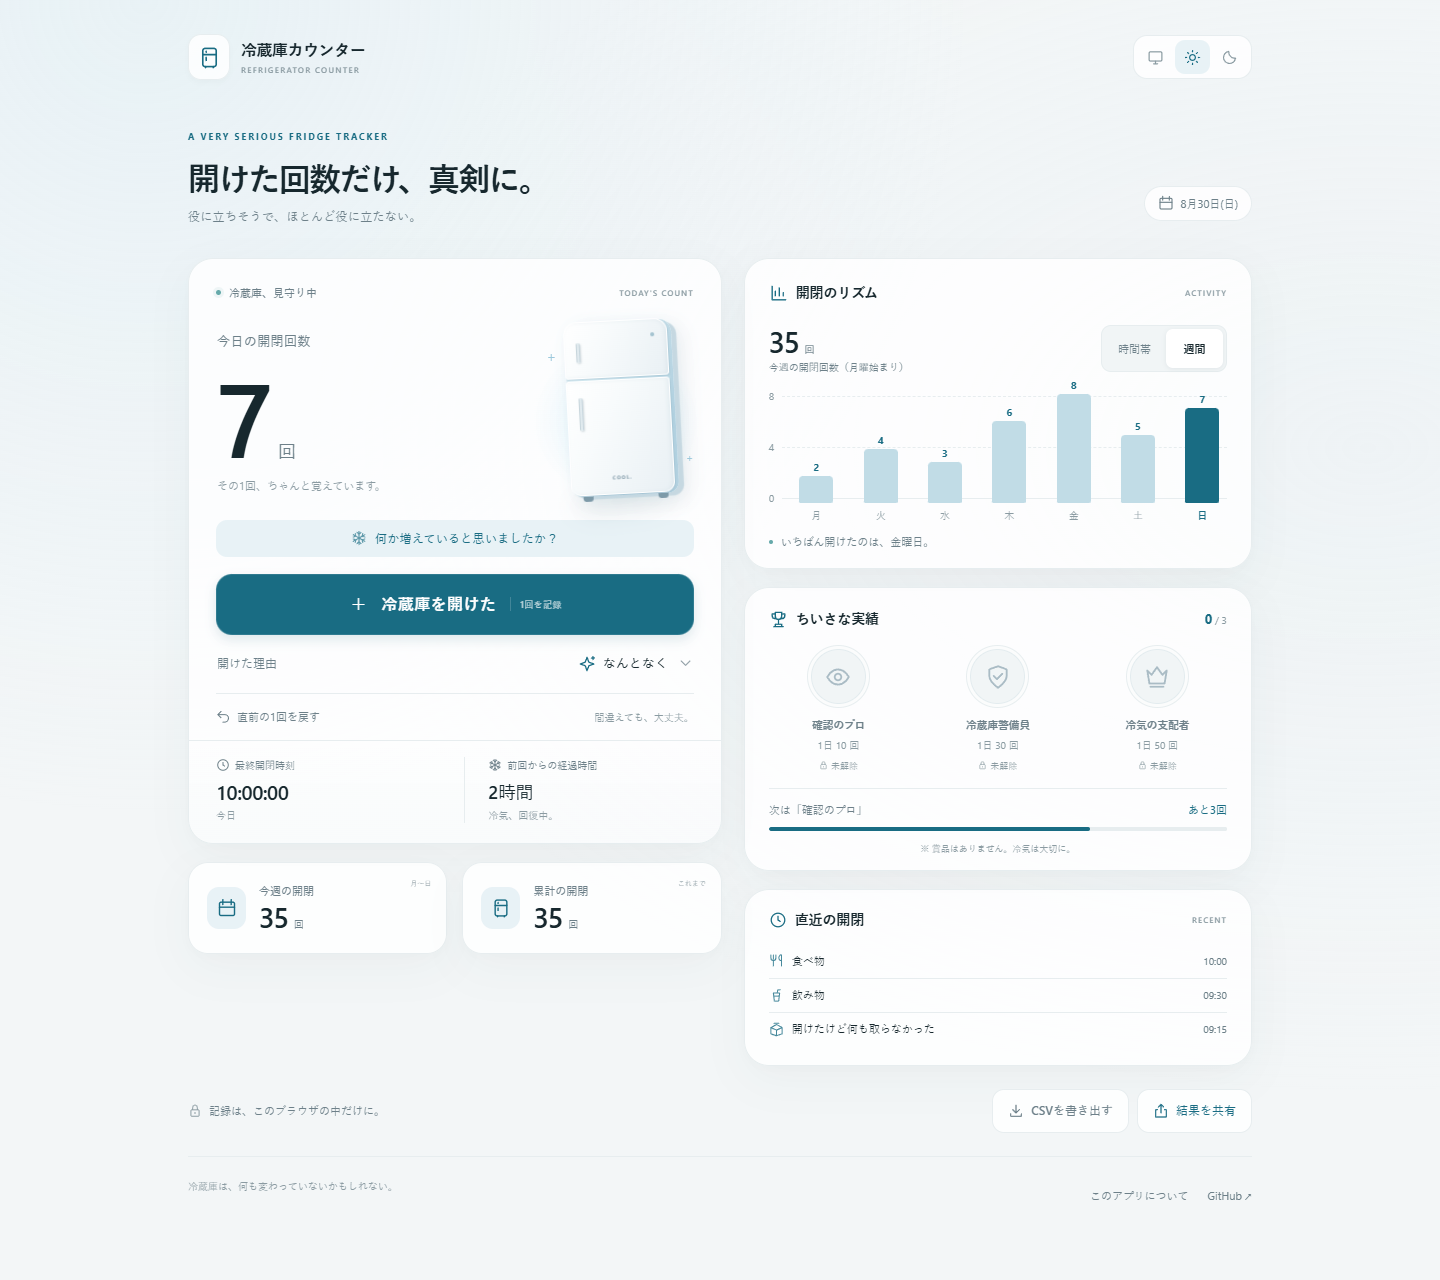 冷蔵庫カウンター
REFRIGERATOR COUNTER
A VERY SERIOUS FRIDGE TRACKER
開けた回数だけ、真剣に。
役に立ちそうで、ほとんど役に立たない。
8月30日(日)
冷蔵庫、見守り中
TODAY'S COUNT
今日の開閉回数
7 回
その1回、ちゃんと覚えています。
COOL.
何か増えていると思いましたか？
冷蔵庫を開けた
1回を記録
開けた理由
なんとなく
直前の1回を戻す
間違えても、大丈夫。
最終開閉時刻
10:00:00
今日
前回からの経過時間
2時間
冷気、回復中。
今週の開閉
月〜日
35 回
累計の開閉
これまで
35 回
開閉のリズム
ACTIVITY
35 回
今週の開閉回数（月曜始まり）
時間帯
週間
8
4
0
2
4
3
6
8
5
7
月
火
水
木
金
土
日
いちばん開けたのは、金曜日。
ちいさな実績
0 / 3
確認のプロ
1日 10 回
未解除
冷蔵庫警備員
1日 30 回
未解除
冷気の支配者
1日 50 回
未解除
次は「確認のプロ」
あと3回
※ 賞品はありません。冷気は大切に。
直近の開閉
RECENT
食べ物
10:00
飲み物
09:30
開けたけど何も取らなかった
09:15
記録は、このブラウザの中だけに。
CSVを書き出す
結果を共有
冷蔵庫は、何も変わっていないかもしれない。
このアプリについて
GitHub ↗